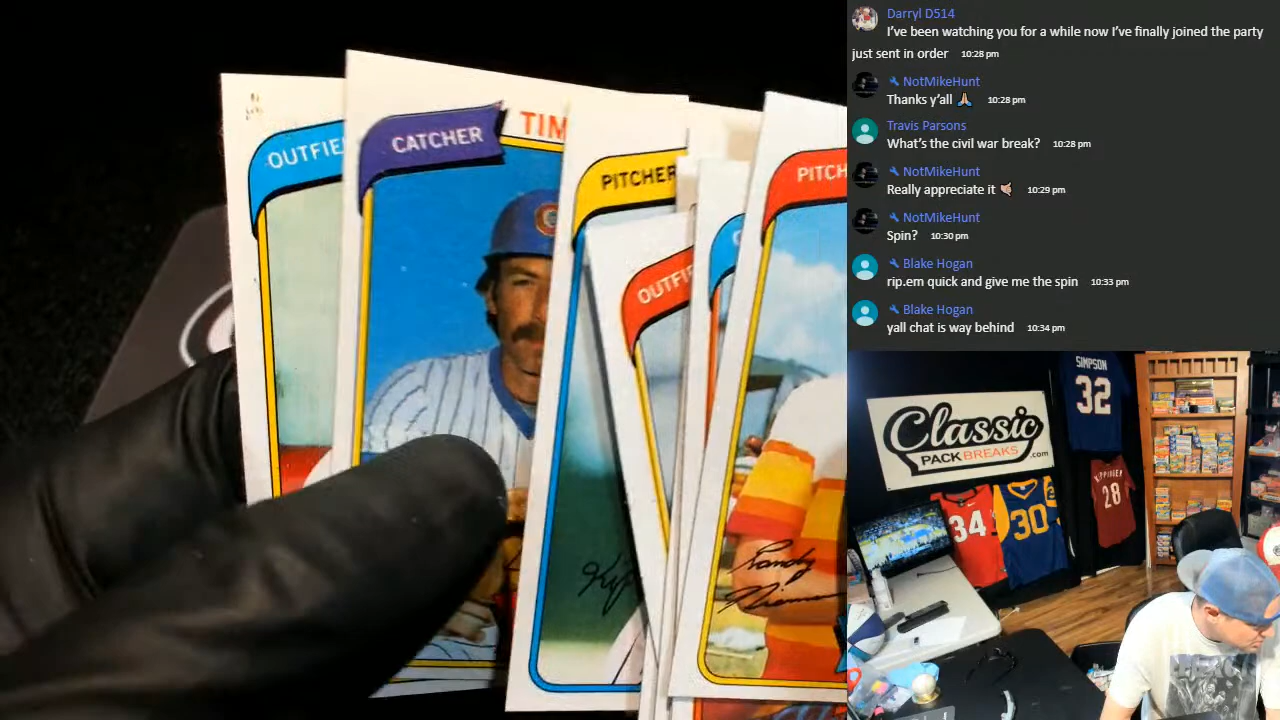 OUTFIE
CATCHER
TIM
PITCHER
OUTFI
PITCH
Randy
Darryl D514
I've been watching you for a while now I've finally joined the party
just sent in order 10:28 pm
NotMikeHunt
Thanks y'all 🙏 10:28 pm
Travis Parsons
What's the civil war break? 10:28 pm
NotMikeHunt
Really appreciate it 10:29 pm
NotMikeHunt
Spin? 10:30 pm
Blake Hogan
rip.em quick and give me the spin 10:33 pm
Blake Hogan
yall chat is way behind 10:34 pm
Classic
PACK BREAKS.com
SIMPSON
32
34
30
28